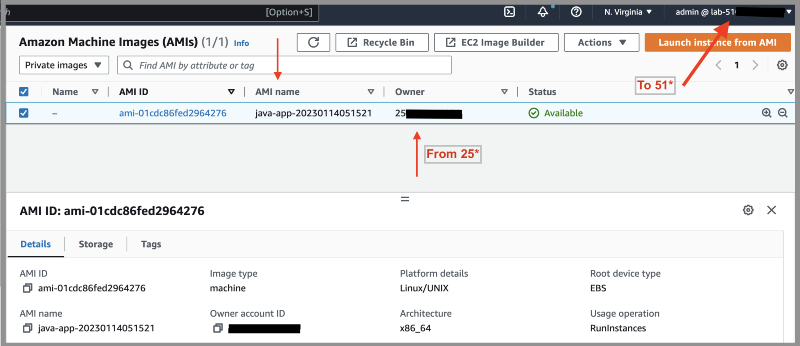 [Option+S] N. Virginia admin @ lab-51
Amazon Machine Images (AMIs) (1/1) Info Recycle Bin EC2 Image Builder Actions Launch instance from AMI
To 51*
Private images Find AMI by attribute or tag 1
Name AMI ID AMI name Owner Status
– ami-01cdc86fed2964276 java-app-20230114051521 25 Available
From 25*
AMI ID: ami-01cdc86fed2964276
Details Storage Tags
AMI ID Image type Platform details Root device type
ami-01cdc86fed2964276 machine Linux/UNIX EBS
AMI name Owner account ID Architecture Usage operation
java-app-20230114051521 x86_64 RunInstances